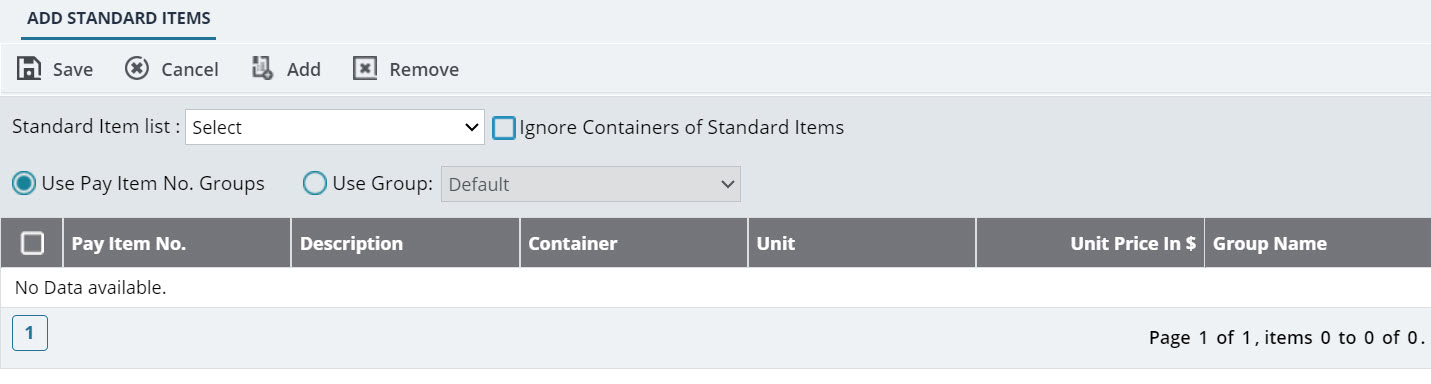 ADD STANDARD ITEMS
Save Cancel Add Remove
Standard Item list : Select Ignore Containers of Standard Items
Use Pay Item No. Groups Use Group: Default
Pay Item No. Description Container Unit Unit Price In $ Group Name
No Data available.
1
Page 1 of 1, items 0 to 0 of 0.